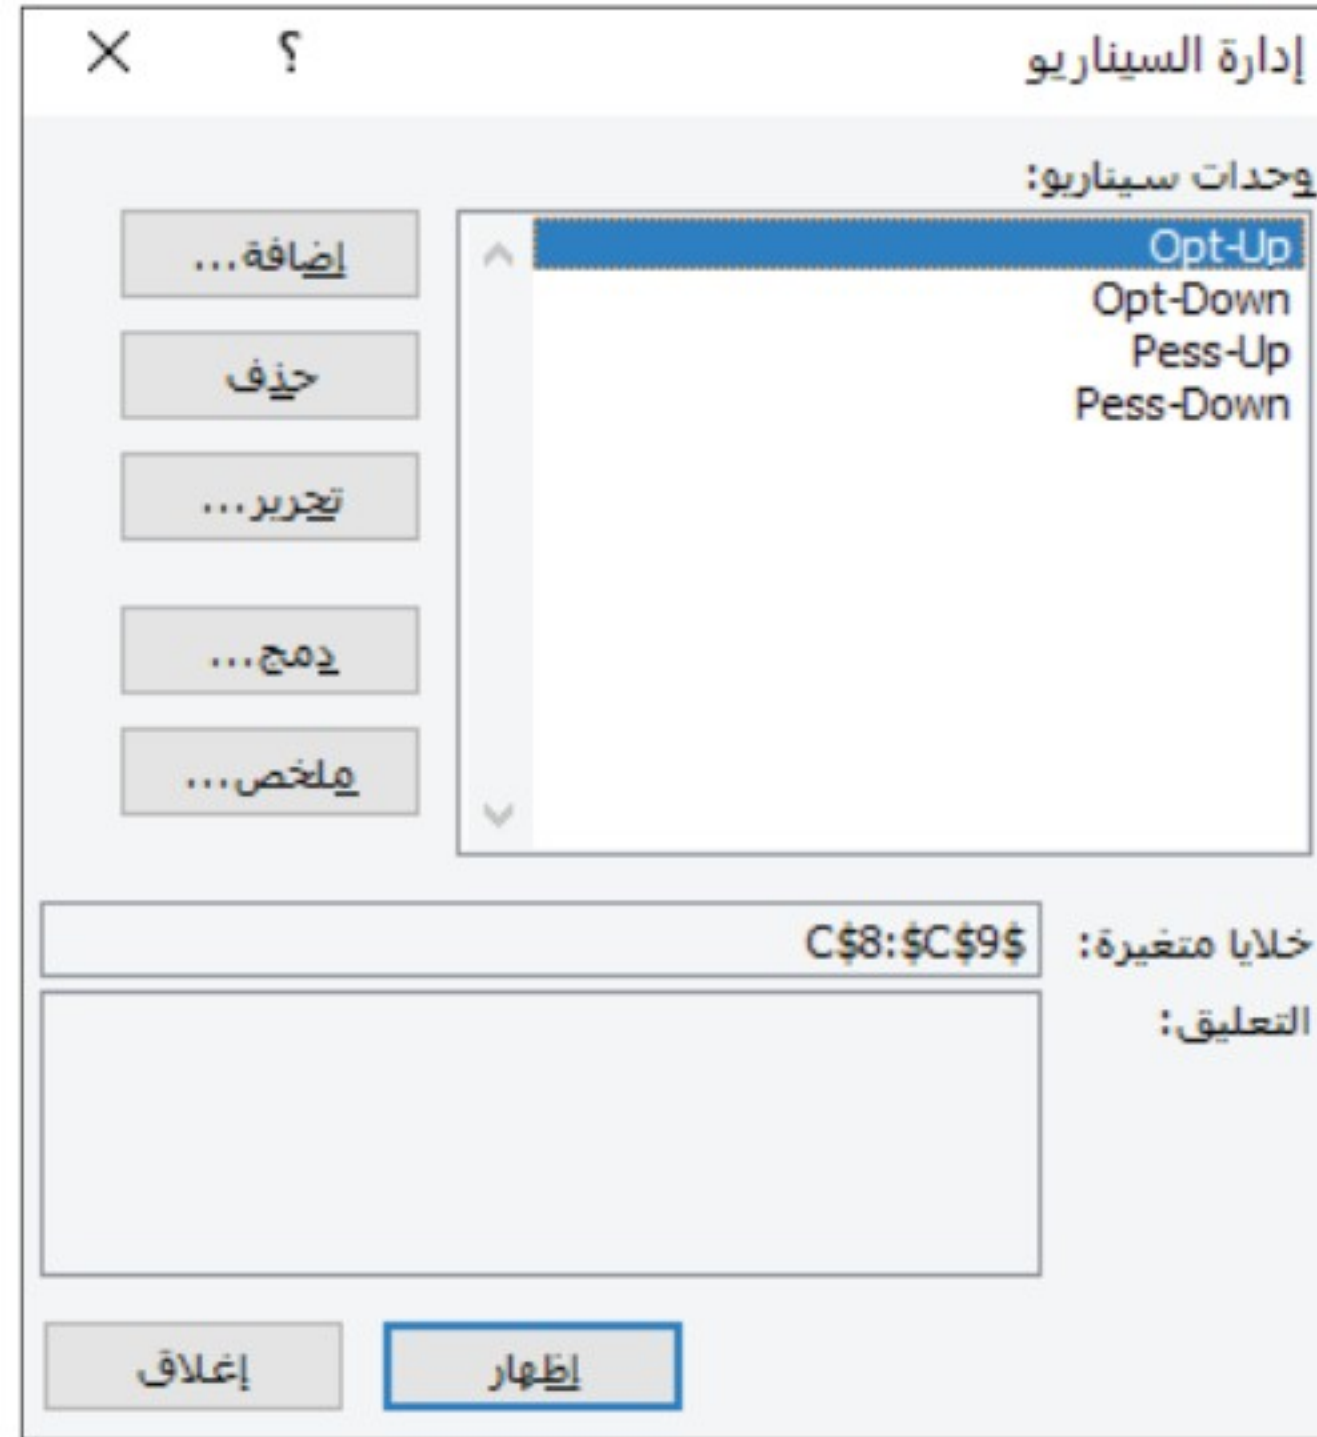 إدارة السيناريو
؟
وحدات سيناريو:
Opt-Up
Opt-Down
Pess-Up
Pess-Down
إضافة...
حذف
تحرير...
دمج...
ملخص...
خلايا متغيرة: C$8:$C$9$
التعليق:
إظهار
إغلاق